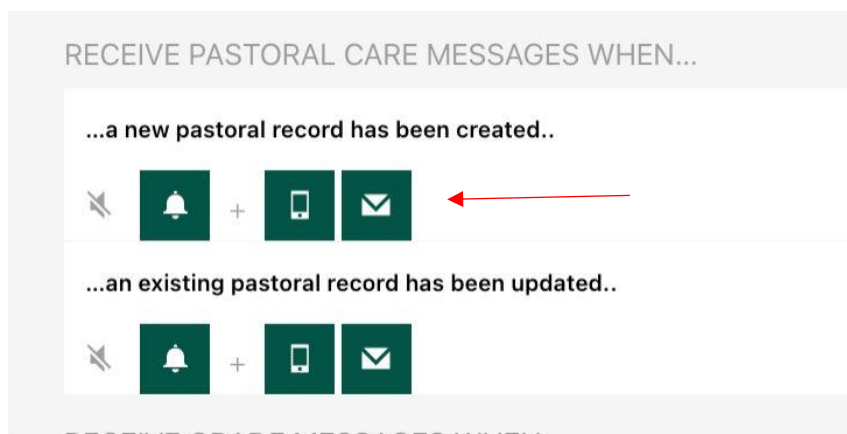 RECEIVE PASTORAL CARE MESSAGES WHEN...
...a new pastoral record has been created..
+
...an existing pastoral record has been updated..
+